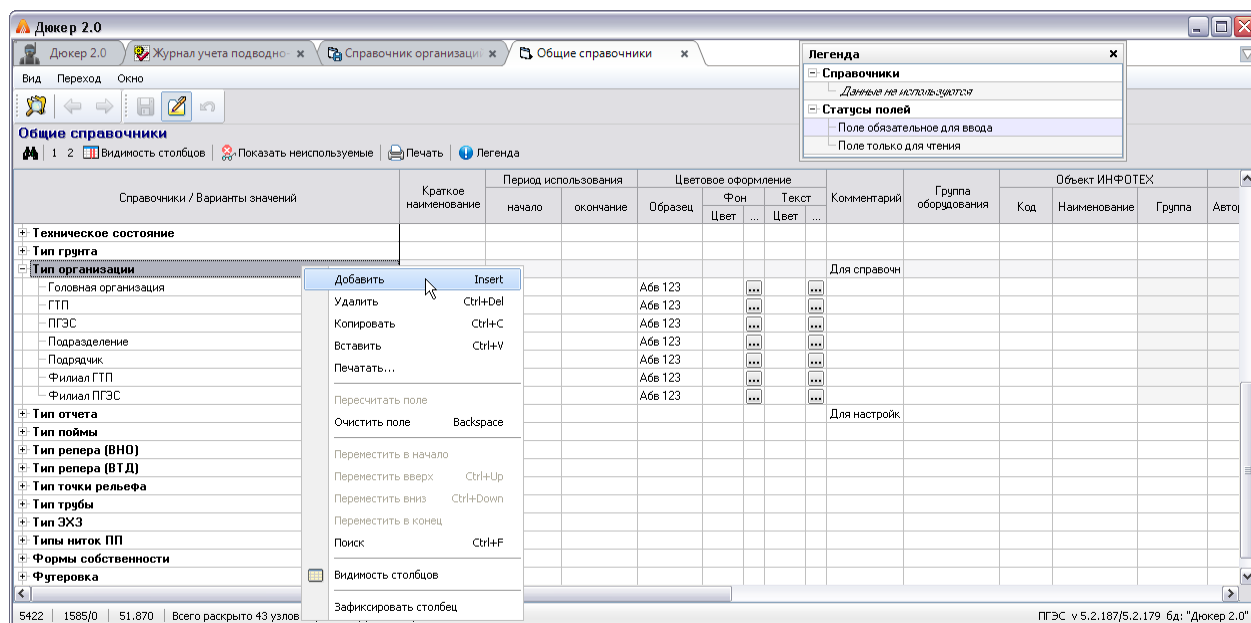 Дюкер 2.0
Дюкер 2.0 Журнал учета подводно- Справочник организаци Общие справочники
Легенда
Справочники
Данные не используются
Статусы полей
Поле обязательное для ввода
Поле только для чтения
Вид Переход Окно
Общие справочники
1 2 Видимость столбцов Показать неиспользуемые Печать Легенда
Справочники / Варианты значений Краткое наименование Период использования Цветовое оформление Комментарий Группа оборудования Объект ИНФОТЕХ
начало окончание Образец Фон Текст Код Наименование Группа Автор
Цвет ... Цвет ...
Техническое состояние
Тип грунта
Тип организации Для справочн
Головная организация Абв 123 ... ...
ГТП Абв 123 ... ...
ПГЭС Абв 123 ... ...
Подразделение Абв 123 ... ...
Подрядчик Абв 123 ... ...
Филиал ГТП Абв 123 ... ...
Филиал ПГЭС Абв 123 ... ...
Тип отчета Для настройк
Тип поймы
Тип репера (ВНО)
Тип репера (ВТД)
Тип точки рельефа
Тип трубы
Тип ЭХЗ
Типы ниток ПП
Формы собственности
Футеровка
Добавить Insert
Удалить Ctrl+Del
Копировать Ctrl+C
Вставить Ctrl+V
Печатать...
Пересчитать поле
Очистить поле Backspace
Переместить в начало
Переместить вверх Ctrl+Up
Переместить вниз Ctrl+Down
Переместить в конец
Поиск Ctrl+F
Видимость столбцов
Зафиксировать столбец
5422 1585/0 51.870 Всего раскрыто 43 узлов ПГЭС v 5.2.187/5.2.179 бд: "Дюкер 2.0"